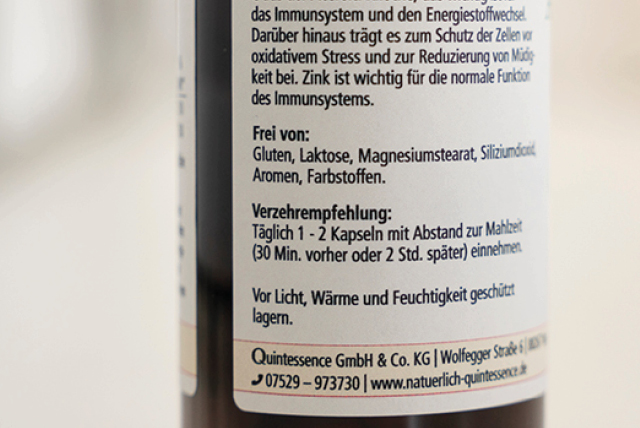 das Immunsystem und den Energiestoffwechsel.
Darüber hinaus trägt es zum Schutz der Zellen vor
oxidativem Stress und zur Reduzierung von Müdig-
keit bei. Zink ist wichtig für die normale Funktion
des Immunsystems.
Frei von:
Gluten, Laktose, Magnesiumstearat, Siliziumdioxid,
Aromen, Farbstoffen.
Verzehrempfehlung:
Täglich 1 - 2 Kapseln mit Abstand zur Mahlzeit
(30 Min. vorher oder 2 Std. später) einnehmen.
Vor Licht, Wärme und Feuchtigkeit geschützt
lagern.
Quintessence GmbH & Co. KG | Wolfegger Straße 6 |
07529 – 973730 | www.natuerlich-quintessence.de